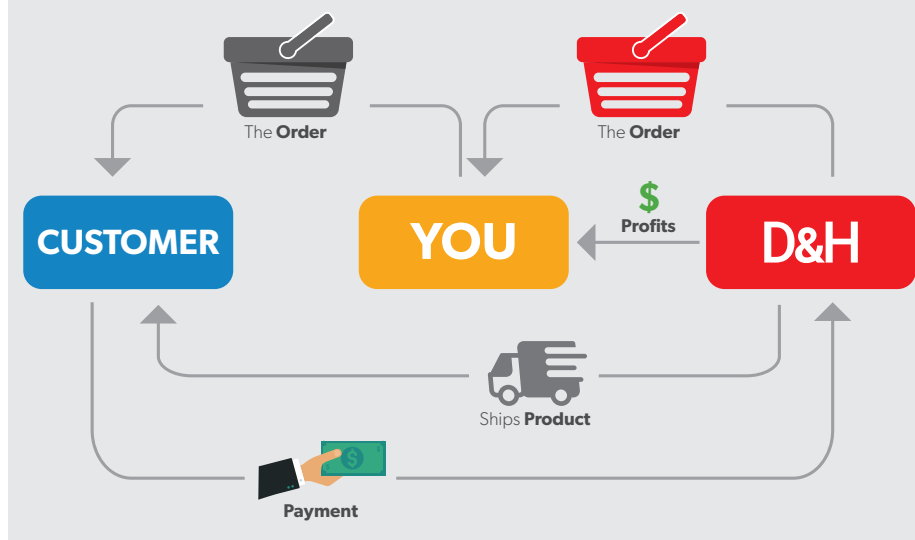 The Order
The Order
$
Profits
CUSTOMER
YOU
D&H
Ships Product
$
Payment